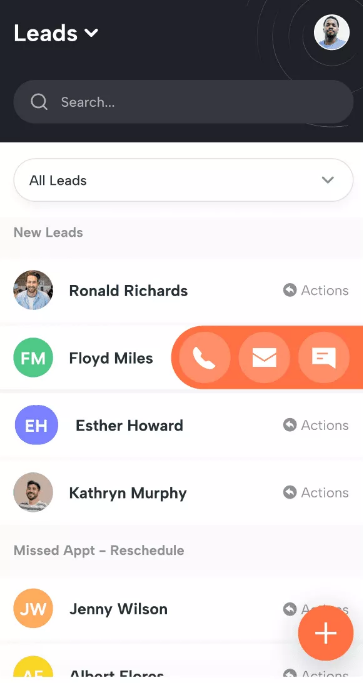 Leads
Search...
All Leads
New Leads
Ronald Richards Actions
FM Floyd Miles
EH Esther Howard Actions
Kathryn Murphy Actions
Missed Appt - Reschedule
JW Jenny Wilson
Albert Flores Actions